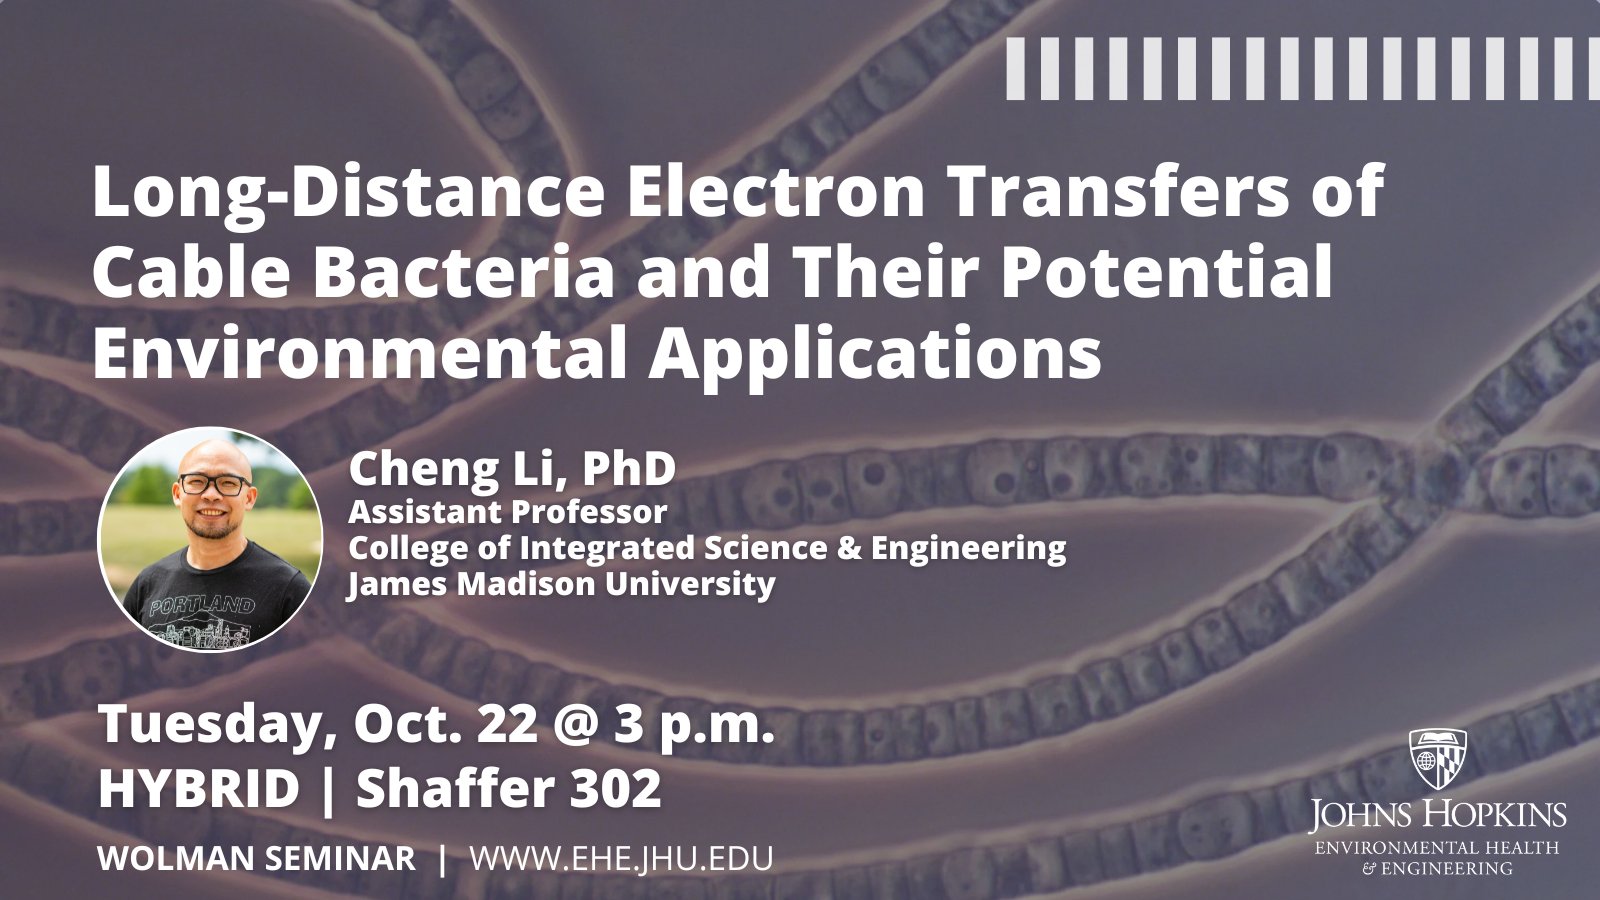 Long-Distance Electron Transfers of
Cable Bacteria and Their Potential
Environmental Applications
Cheng Li, PhD
Assistant Professor
College of Integrated Science & Engineering
James Madison University
PORTLAND
Tuesday, Oct. 22 @ 3 p.m.
HYBRID | Shaffer 302
WOLMAN SEMINAR | WWW.EHE.JHU.EDU
JOHNS HOPKINS
ENVIRONMENTAL HEALTH
& ENGINEERING